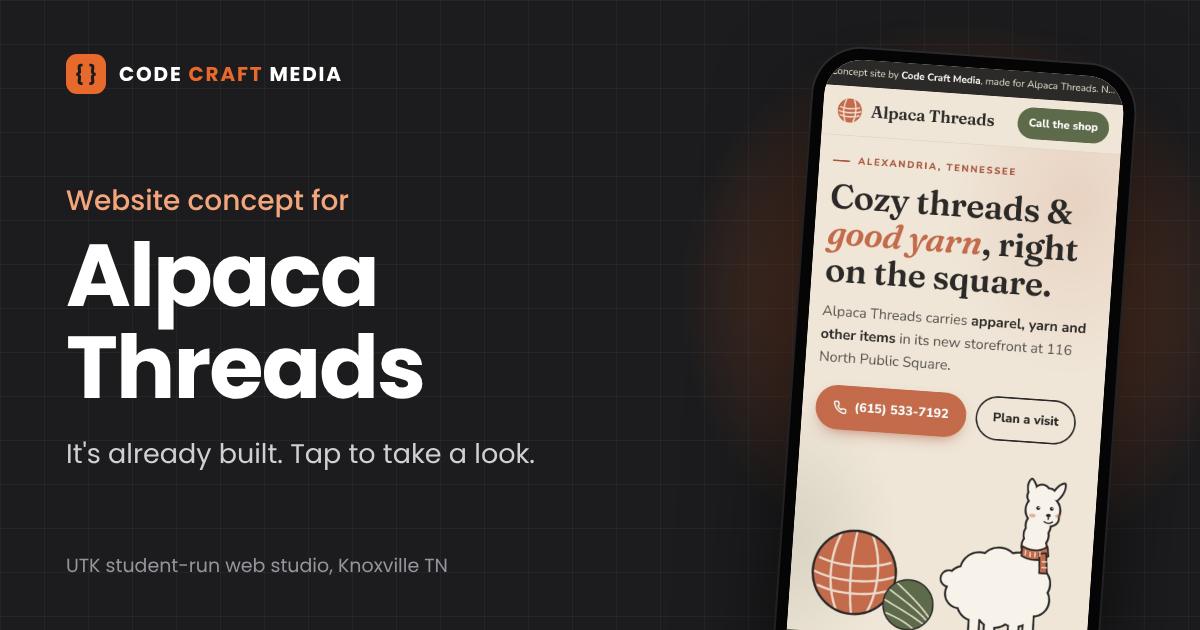 { } CODE CRAFT MEDIA
Website concept for
Alpaca
Threads
It's already built. Tap to take a look.
UTK student-run web studio, Knoxville TN
concept site by Code Craft Media, made for Alpaca Threads. N...
Alpaca Threads
Call the shop
ALEXANDRIA, TENNESSEE
Cozy threads &
good yarn, right
on the square.
Alpaca Threads carries apparel, yarn and
other items in its new storefront at 116
North Public Square.
(615) 533-7192
Plan a visit